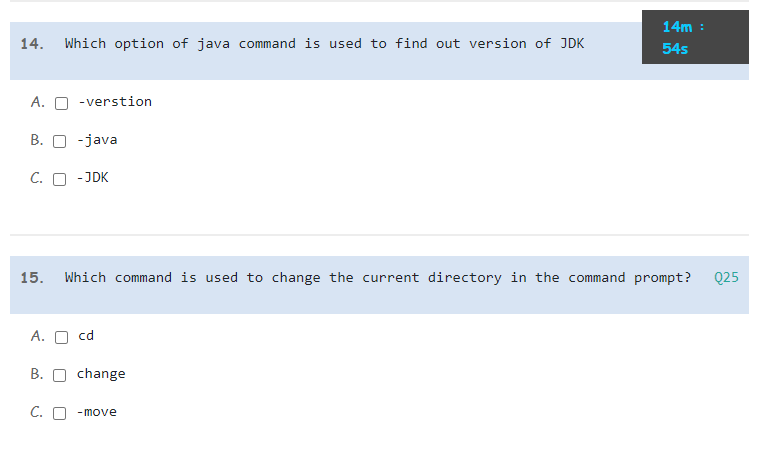 14m :
54s
14. Which option of java command is used to find out version of JDK
A. -verstion
B. -java
C. -JDK
15. Which command is used to change the current directory in the command prompt? Q25
A. cd
B. change
C. -move